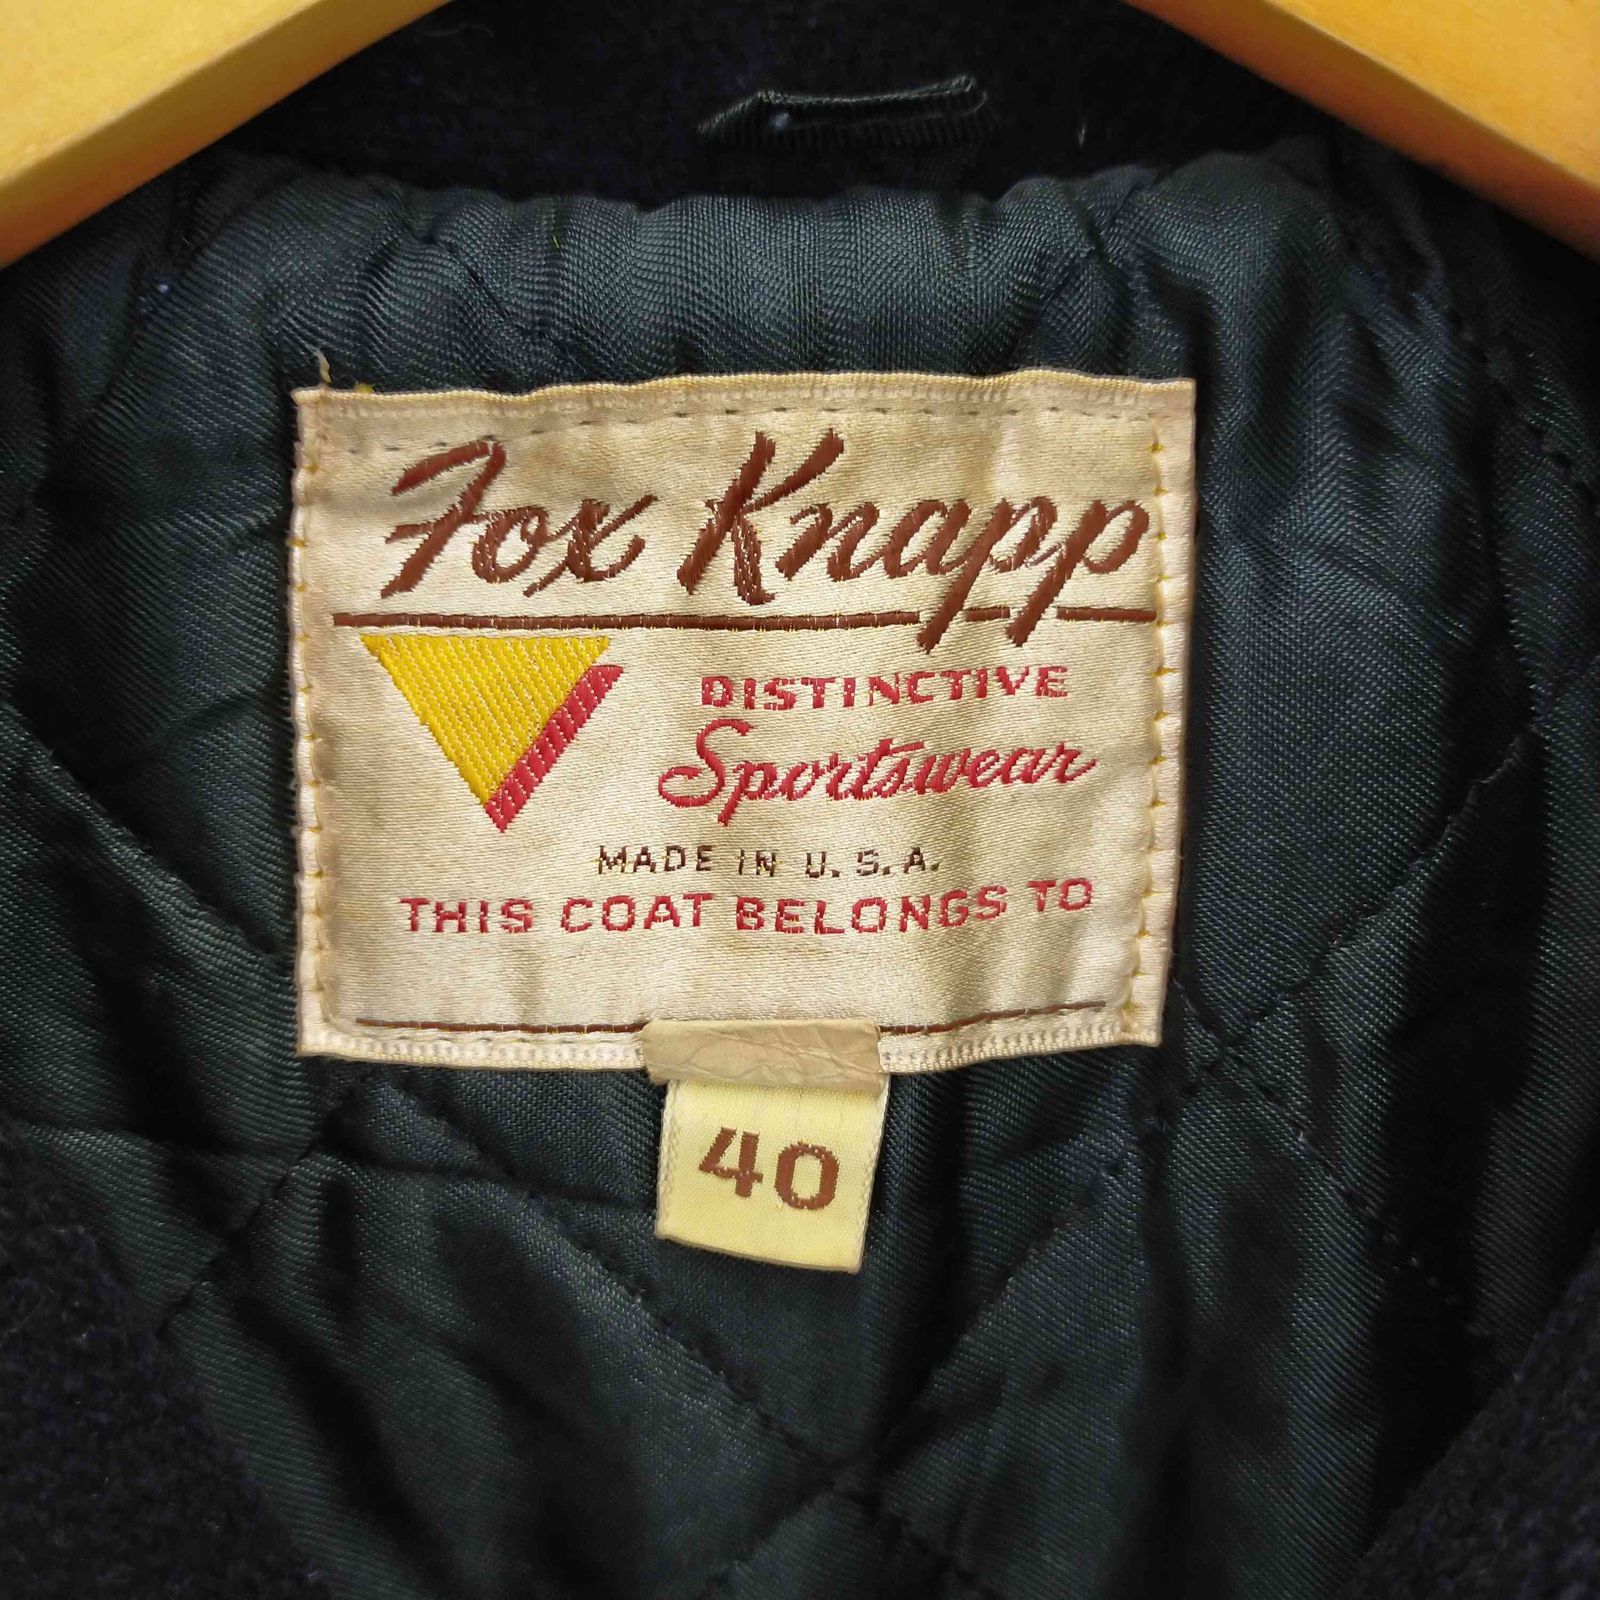 Fox Knapp
DISTINCTIVE
Sportswear
MADE IN U.S.A.
THIS COAT BELONGS TO
40